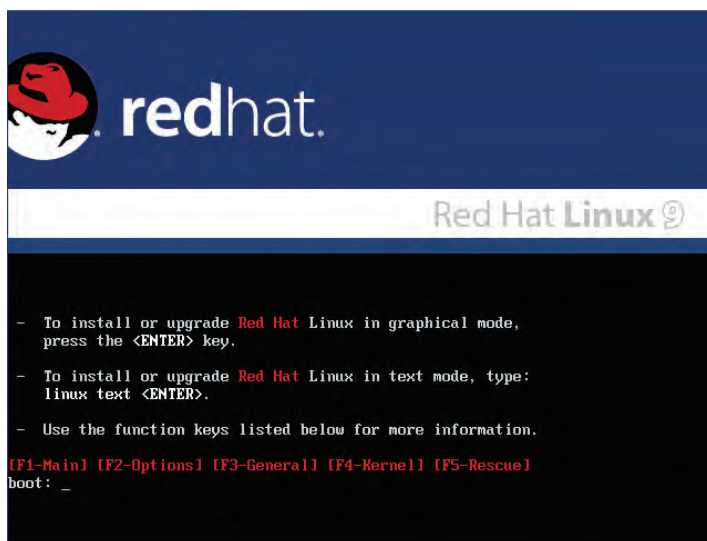 redhat.
Red Hat Linux 9
- To install or upgrade Red Hat Linux in graphical mode,
press the <ENTER> key.
- To install or upgrade Red Hat Linux in text mode, type:
linux text <ENTER>.
- Use the function keys listed below for more information.
[F1-Main] [F2-Options] [F3-General] [F4-Kernel] [F5-Rescue]
boot: _